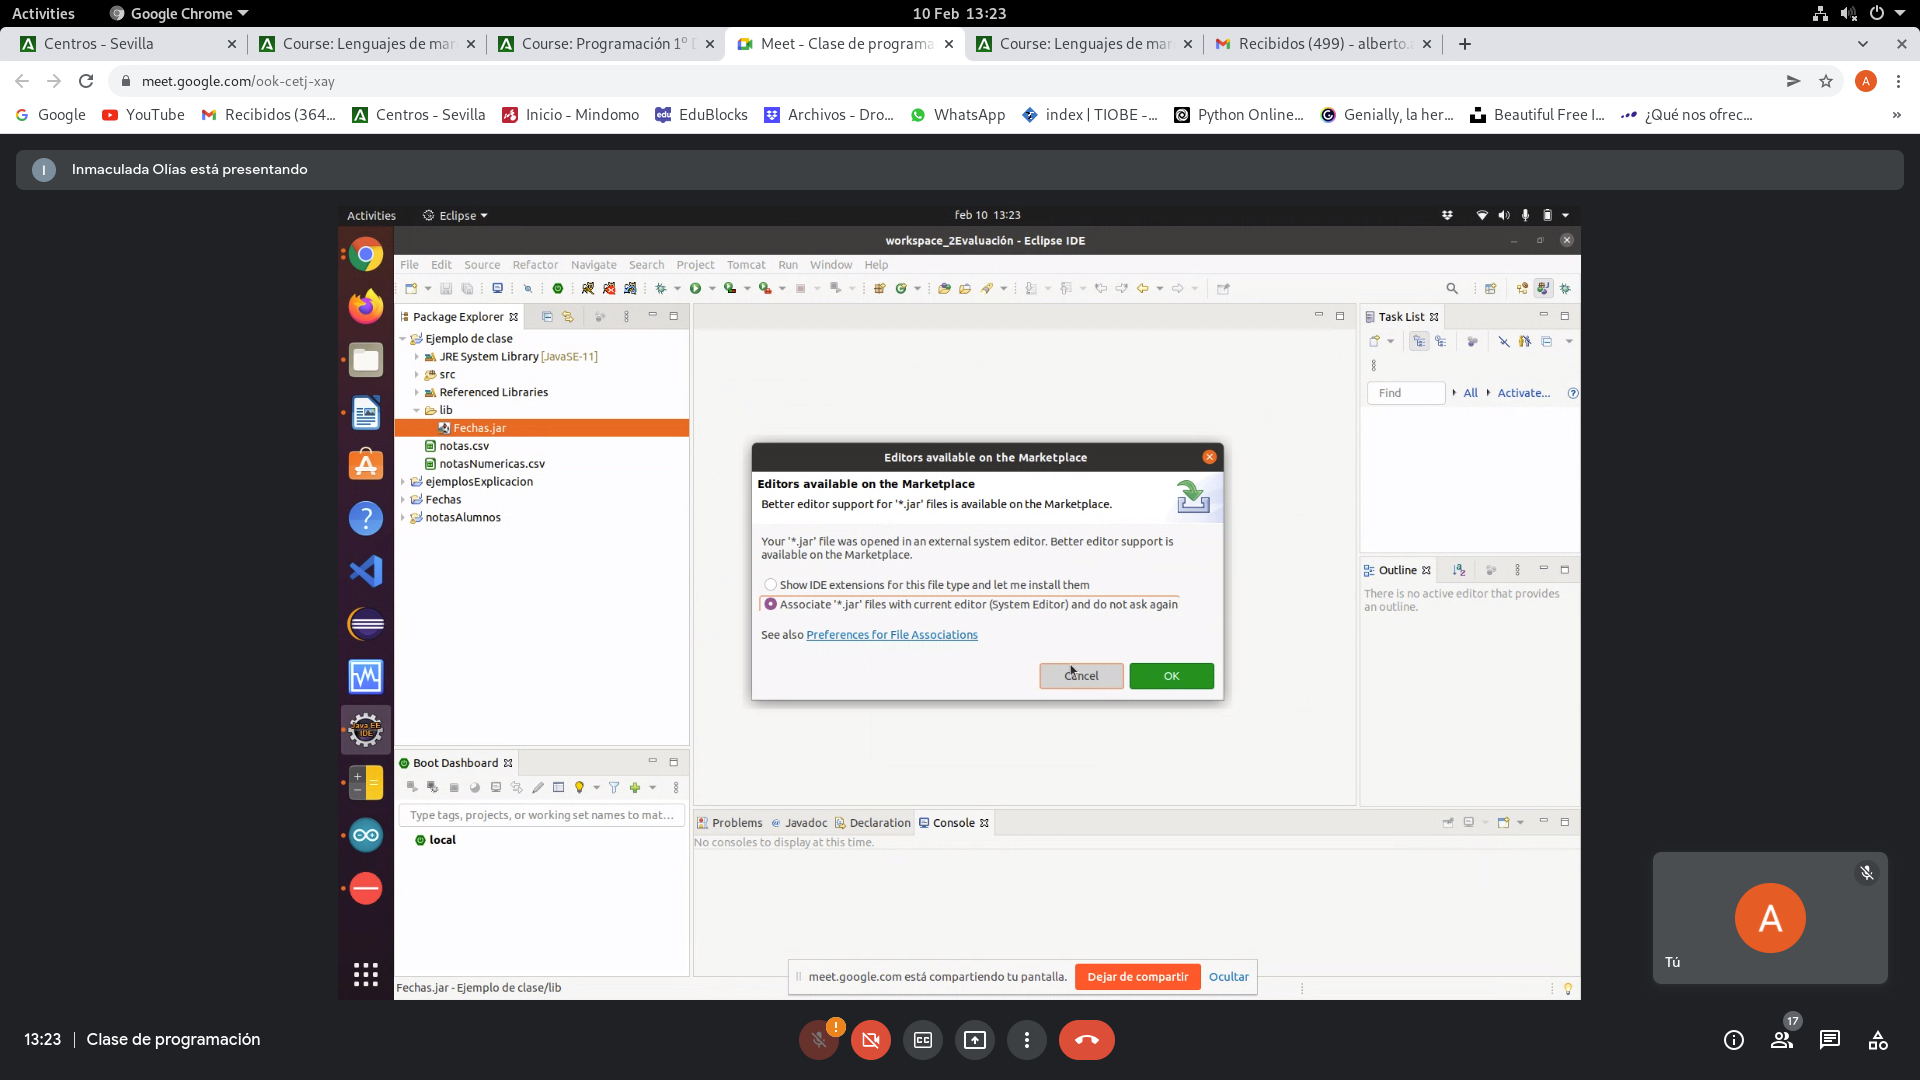 Activities Google Chrome 10 Feb 13:23
Centros - Sevilla Course: Lenguajes de mar Course: Programación 1º D Meet - Clase de programa Course: Lenguajes de mar Recibidos (499) - alberto.a
meet.google.com/ook-cetj-xay A
Google YouTube Recibidos (364... Centros - Sevilla Inicio - Mindomo EduBlocks Archivos - Dro... WhatsApp index | TIOBE -... Python Online... Genially, la her... Beautiful Free I... ¿Qué nos ofrec... »
I Inmaculada Olías está presentando
Activities Eclipse feb 10 13:23
workspace_2Evaluación - Eclipse IDE
File Edit Source Refactor Navigate Search Project Tomcat Run Window Help
Package Explorer
Ejemplo de clase
JRE System Library [JavaSE-11]
src
Referenced Libraries
lib
Fechas.jar
notas.csv
notasNumericas.csv
ejemplosExplicacion
Fechas
notasAlumnos
Task List
Find All Activate...
Outline
There is no active editor that provides
an outline.
Editors available on the Marketplace
Editors available on the Marketplace
Better editor support for '*.jar' files is available on the Marketplace.
Your '*.jar' file was opened in an external system editor. Better editor support is
available on the Marketplace.
Show IDE extensions for this file type and let me install them
Associate '*.jar' files with current editor (System Editor) and do not ask again
See also Preferences for File Associations
Cancel OK
Boot Dashboard
Type tags, projects, or working set names to mat...
local
Problems Javadoc Declaration Console
No consoles to display at this time.
meet.google.com está compartiendo tu pantalla. Dejar de compartir Ocultar
Fechas.jar - Ejemplo de clase/lib
A
Tú
13:23 | Clase de programación
17